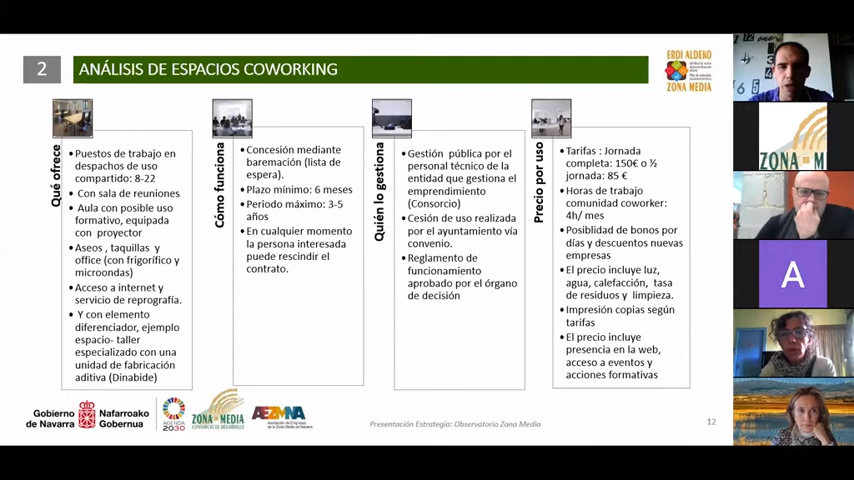 2
ANÁLISIS DE ESPACIOS COWORKING
ERDI ALDEKO
ZONA MEDIA
Qué ofrece
• Puestos de trabajo en
despachos de uso
compartido: 8-22
• Con sala de reuniones
• Aula con posible uso
formativo, equipada
con proyector
• Aseos , taquillas y
office (con frigorífico y
microondas)
• Acceso a internet y
servicio de reprografía.
• Y con elemento
diferenciador, ejemplo
espacio- taller
especializado con una
unidad de fabricación
aditiva (Dinabide)
Cómo funciona
• Concesión mediante
baremación (lista de
espera).
• Plazo mínimo: 6 meses
• Periodo máximo: 3-5
años
• En cualquier momento
la persona interesada
puede rescindir el
contrato.
Quién lo gestiona
• Gestión pública por el
personal técnico de la
entidad que gestiona el
emprendimiento
(Consorcio)
• Cesión de uso realizada
por el ayuntamiento vía
convenio.
• Reglamento de
funcionamiento
aprobado por el órgano
de decisión
Precio por uso
• Tarifas : Jornada
completa: 150€ o ½
jornada: 85 €
• Horas de trabajo
comunidad coworker:
4h/ mes
• Posiblidad de bonos por
días y descuentos nuevas
empresas
• El precio incluye luz,
agua, calefacción, tasa
de residuos y limpieza.
• Impresión copias según
tarifas
• El precio incluye
presencia en la web,
acceso a eventos y
acciones formativas
Gobierno
de Navarra
Nafarroako
Gobernua
AGENDA
2030
ZONA MEDIA
CONSORCIO DE DESARROLLO
AEZMNA
Asociación de Empresas
de la Zona Media de Navarra
Presentación Estrategia: Observatorio Zona Media
12
ZONA M
A